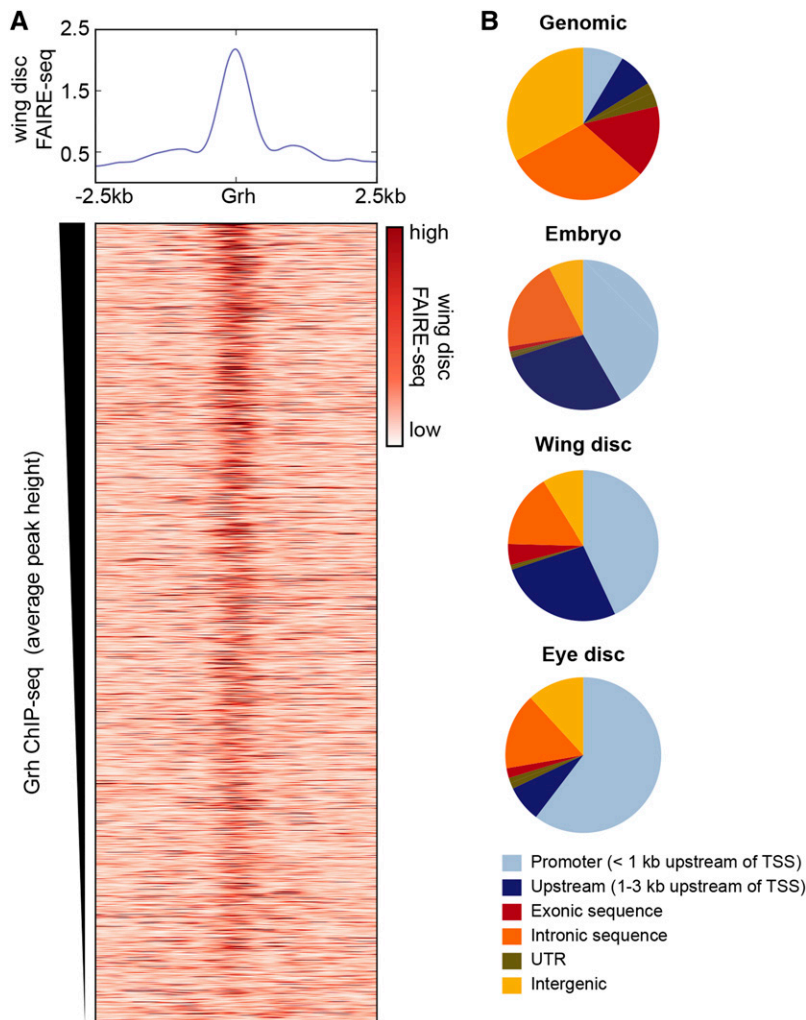 A
2.5
1.5
0.5
wing disc
FAIRE-seq
-2.5kb
Grh
2.5kb
high
low
wing disc
FAIRE-seq
Grh ChIP-seq (average peak height)
B
Genomic
Embryo
Wing disc
Eye disc
Promoter (< 1 kb upstream of TSS)
Upstream (1-3 kb upstream of TSS)
Exonic sequence
Intronic sequence
UTR
Intergenic